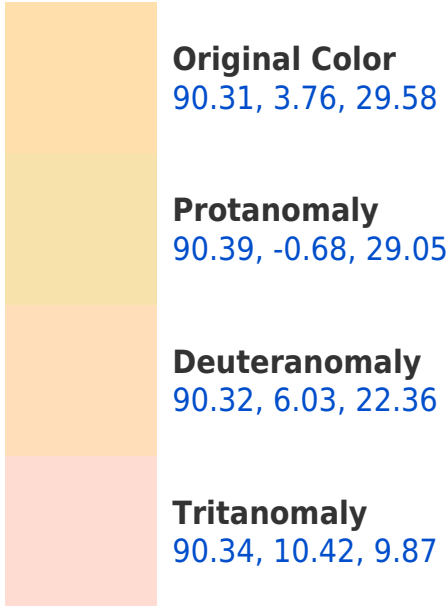 Original Color
90.31, 3.76, 29.58
Protanomaly
90.39, -0.68, 29.05
Deuteranomaly
90.32, 6.03, 22.36
Tritanomaly
90.34, 10.42, 9.87